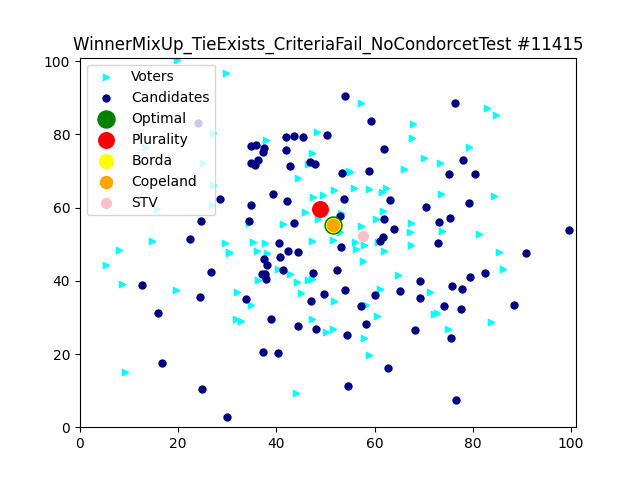 WinnerMixUp_TieExists_CriteriaFail_NoCondorcetTest #11415
100
80
60
40
20
0
Voters
Candidates
Optimal
Plurality
Borda
Copeland
STV
0 20 40 60 80 100